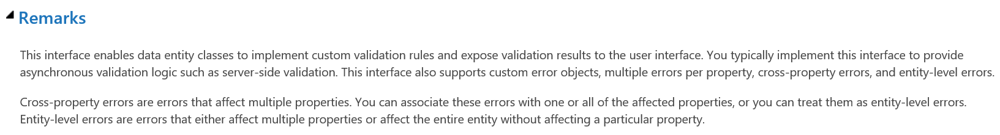 Remarks
This interface enables data entity classes to implement custom validation rules and expose validation results to the user interface. You typically implement this interface to provide
asynchronous validation logic such as server-side validation. This interface also supports custom error objects, multiple errors per property, cross-property errors, and entity-level errors.
Cross-property errors are errors that affect multiple properties. You can associate these errors with one or all of the affected properties, or you can treat them as entity-level errors.
Entity-level errors are errors that either affect multiple properties or affect the entire entity without affecting a particular property.